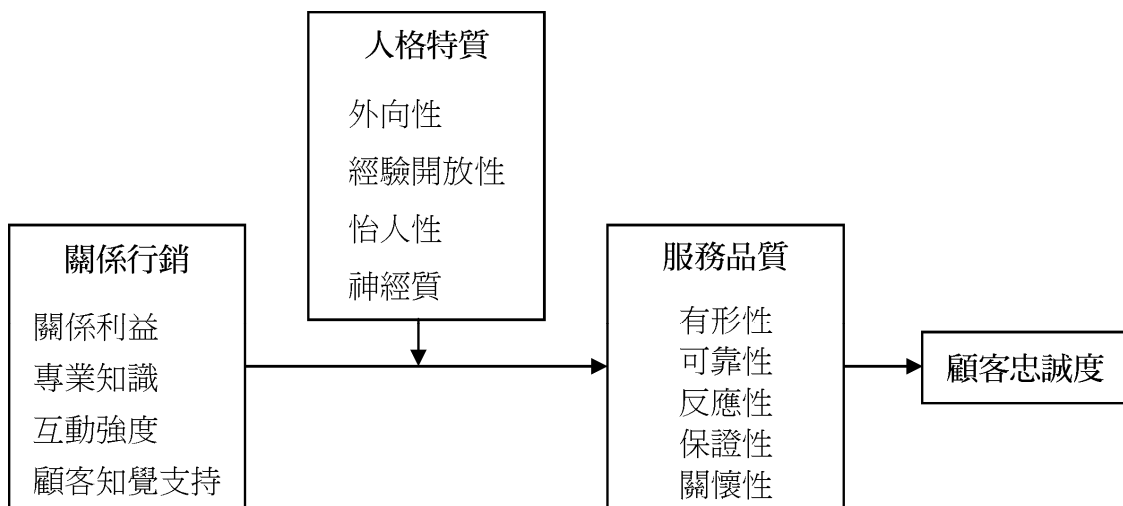 人格特質
外向性
經驗開放性
怡人性
神經質
關係行銷
關係利益
專業知識
互動強度
顧客知覺支持
服務品質
有形性
可靠性
反應性
保證性
關懷性
顧客忠誠度